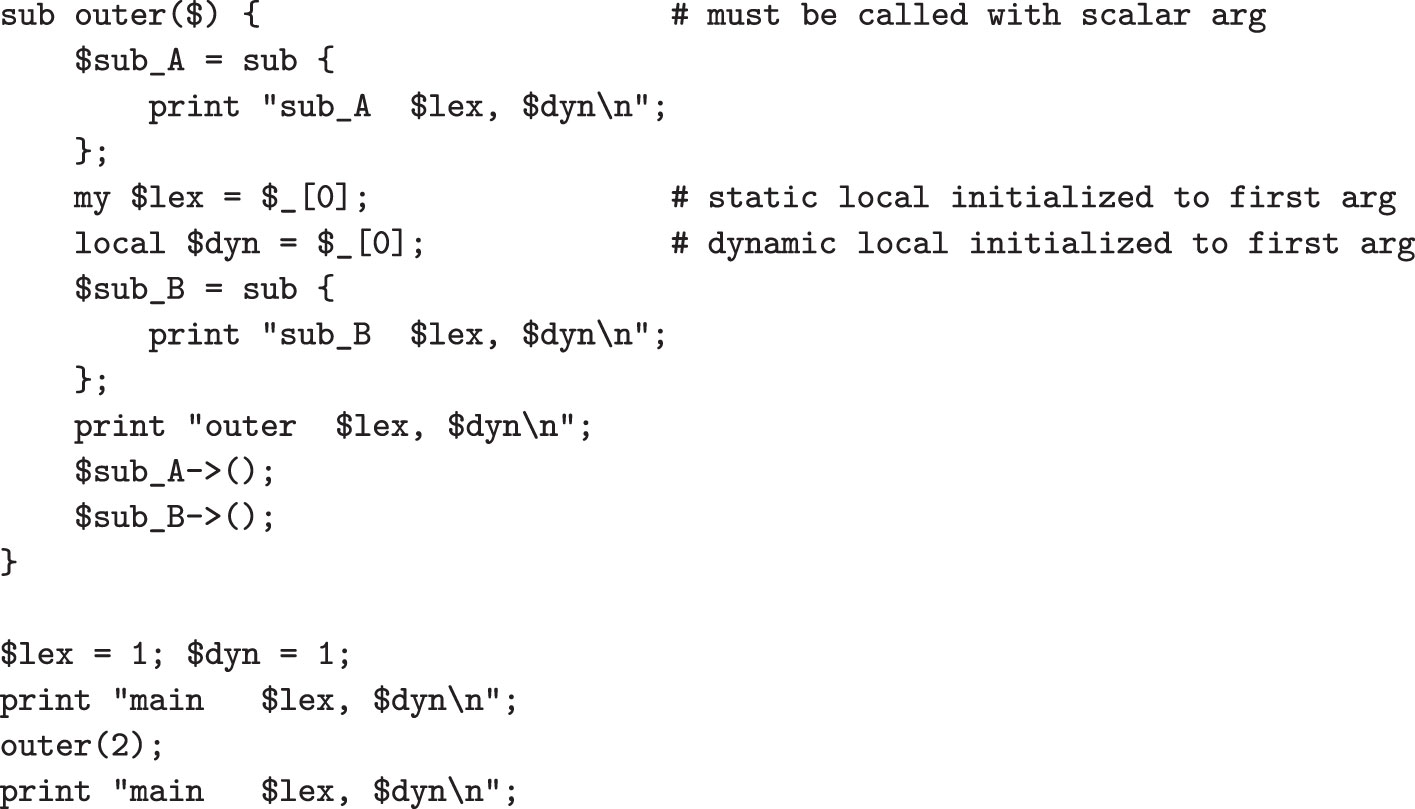 sub outer($) {                      # must be called with scalar arg
    $sub_A = sub {
        print "sub_A  $lex, $dyn\n";
    };
    my $lex = $_[0];                # static local initialized to first arg
    local $dyn = $_[0];             # dynamic local initialized to first arg
    $sub_B = sub {
        print "sub_B  $lex, $dyn\n";
    };
    print "outer  $lex, $dyn\n";
    $sub_A->();
    $sub_B->();
}

$lex = 1; $dyn = 1;
print "main   $lex, $dyn\n";
outer(2);
print "main   $lex, $dyn\n";